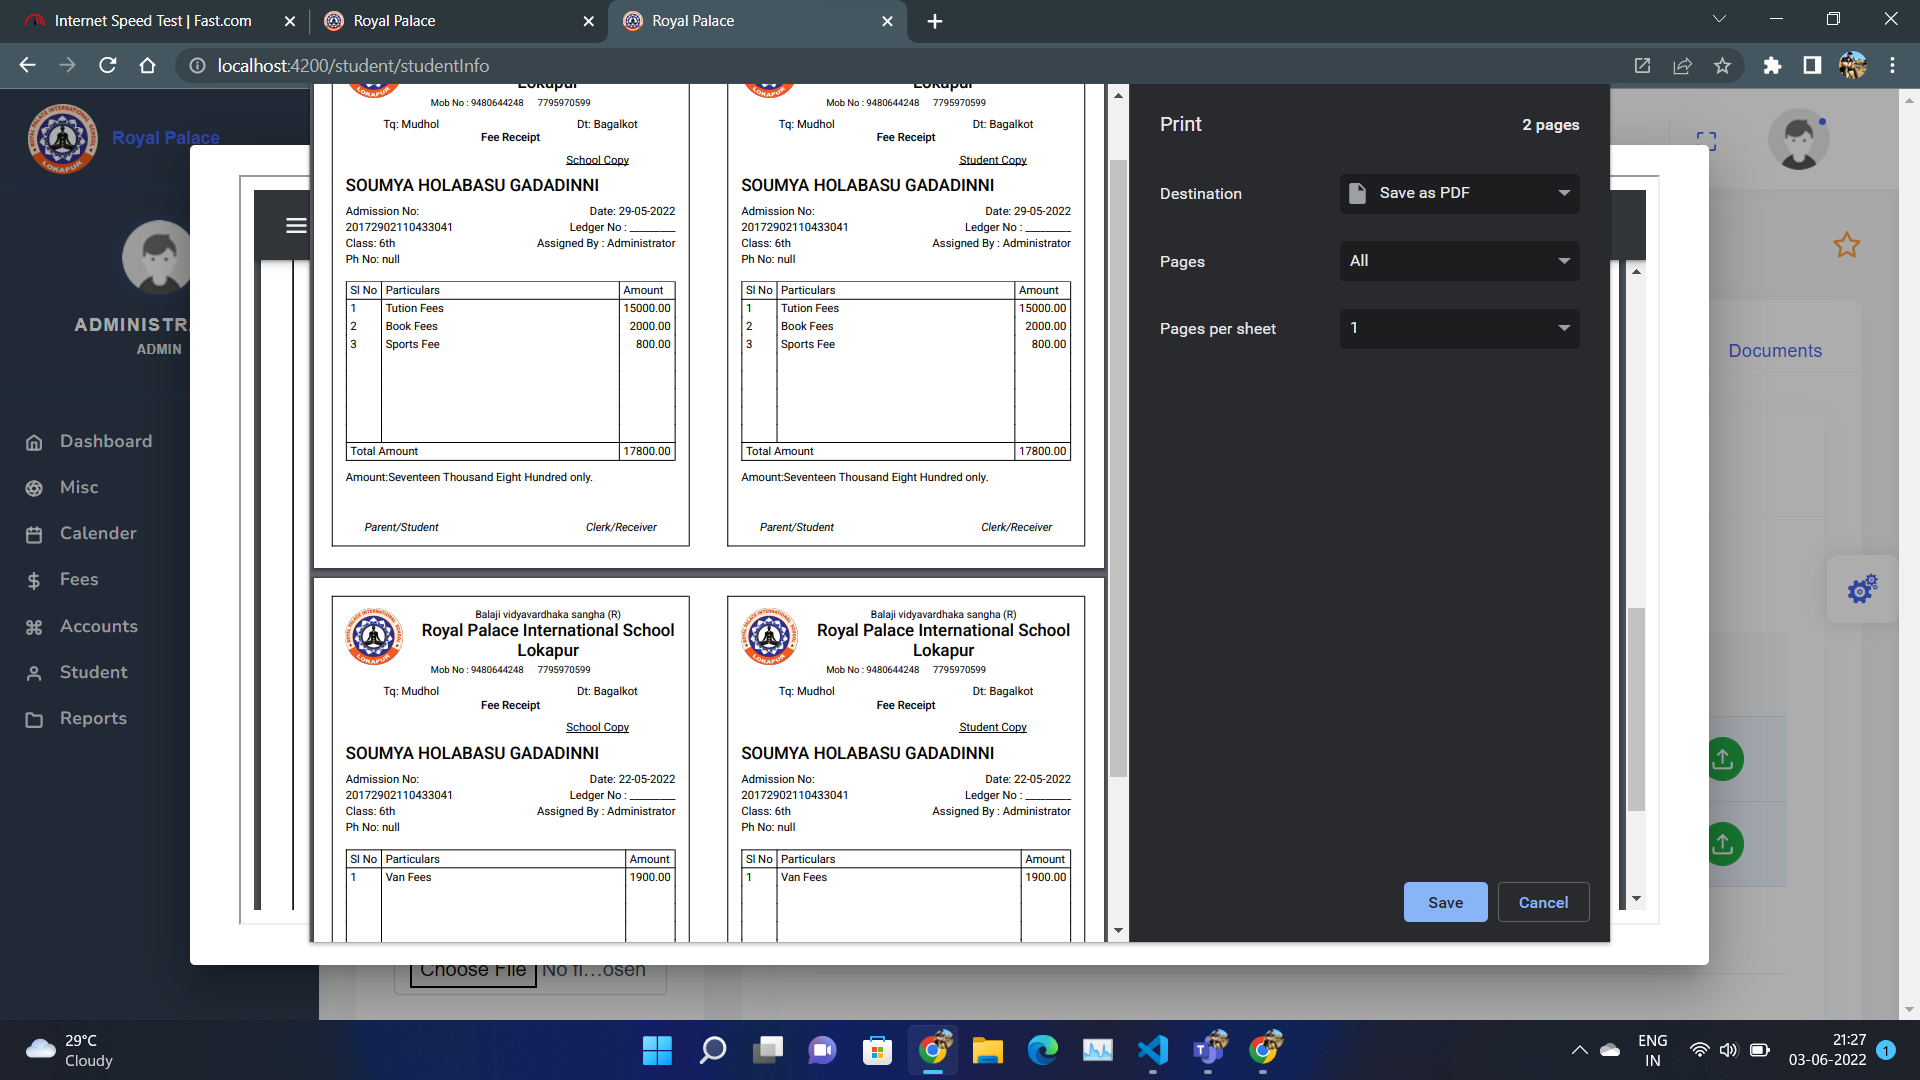 Internet Speed Test | Fast.com
Royal Palace
Royal Palace
localhost:4200/student/studentInfo
Royal Palace
ADMINISTR
ADMIN
Dashboard
Misc
Calender
Fees
Accounts
Student
Reports
Lokapur
Mob No : 9480644248 7795970599
Tq: Mudhol Dt: Bagalkot
Fee Receipt
School Copy
SOUMYA HOLABASU GADADINNI
Admission No: Date: 29-05-2022
20172902110433041 Ledger No : _________
Class: 6th Assigned By : Administrator
Ph No: null
Sl No Particulars Amount
1 Tution Fees 15000.00
2 Book Fees 2000.00
3 Sports Fee 800.00
Total Amount 17800.00
Amount:Seventeen Thousand Eight Hundred only.
Parent/Student Clerk/Receiver
Lokapur
Mob No : 9480644248 7795970599
Tq: Mudhol Dt: Bagalkot
Fee Receipt
Student Copy
SOUMYA HOLABASU GADADINNI
Admission No: Date: 29-05-2022
20172902110433041 Ledger No : _________
Class: 6th Assigned By : Administrator
Ph No: null
Sl No Particulars Amount
1 Tution Fees 15000.00
2 Book Fees 2000.00
3 Sports Fee 800.00
Total Amount 17800.00
Amount:Seventeen Thousand Eight Hundred only.
Parent/Student Clerk/Receiver
Balaji vidyavardhaka sangha (R)
Royal Palace International School
Lokapur
Mob No : 9480644248 7795970599
Tq: Mudhol Dt: Bagalkot
Fee Receipt
School Copy
SOUMYA HOLABASU GADADINNI
Admission No: Date: 22-05-2022
20172902110433041 Ledger No : _________
Class: 6th Assigned By : Administrator
Ph No: null
Sl No Particulars Amount
1 Van Fees 1900.00
Balaji vidyavardhaka sangha (R)
Royal Palace International School
Lokapur
Mob No : 9480644248 7795970599
Tq: Mudhol Dt: Bagalkot
Fee Receipt
Student Copy
SOUMYA HOLABASU GADADINNI
Admission No: Date: 22-05-2022
20172902110433041 Ledger No : _________
Class: 6th Assigned By : Administrator
Ph No: null
Sl No Particulars Amount
1 Van Fees 1900.00
Print 2 pages
Destination Save as PDF
Pages All
Pages per sheet 1
Save Cancel
Documents
Choose File No fi...osen
29°C
Cloudy
ENG
IN
21:27
03-06-2022
1